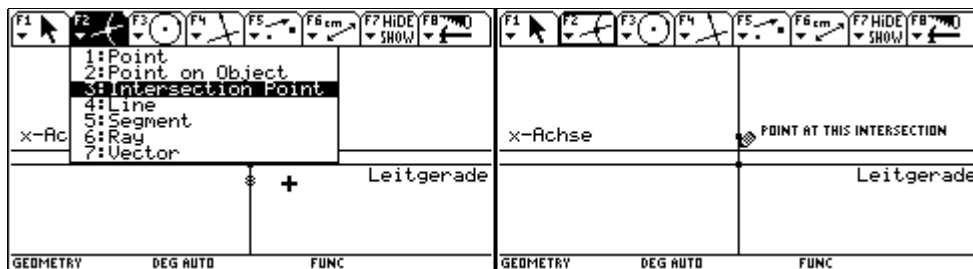 F1 F2 F3 F4 F5 F6 cm F7 HiDE SHOW F8
1:Point
2:Point on Object
3:Intersection Point
4:Line
5:Segment
6:Ray
7:Vector
x-Ac
Leitgerade
GEOMETRY DEG AUTO FUNC
F1 F2 F3 F4 F5 F6 cm F7 HiDE SHOW F8
x-Achse
POINT AT THIS INTERSECTION
Leitgerade
GEOMETRY DEG AUTO FUNC